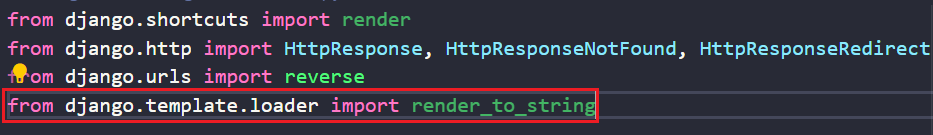 from django.shortcuts import render
from django.http import HttpResponse, HttpResponseNotFound, HttpResponseRedirect
from django.urls import reverse
from django.template.loader import render_to_string